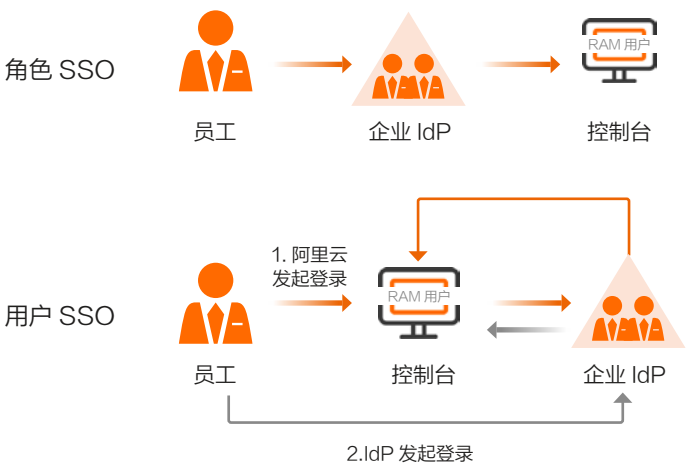 RAM 用户
角色 SSO
员工
企业 IdP
控制台
1. 阿里云
发起登录
RAM 用户
用户 SSO
员工
控制台
企业 IdP
2.IdP 发起登录